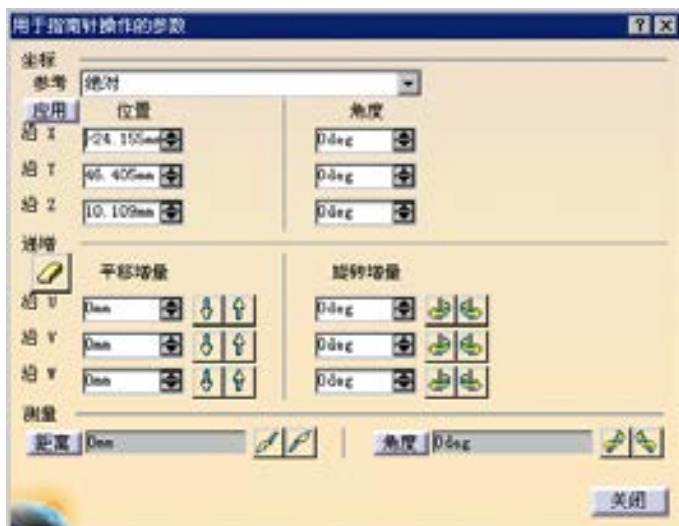 用于指南针操作的参数
坐标
参考 绝对
应用 位置 角度
沿 X -24.155mm 0deg
沿 Y 46.405mm 0deg
沿 Z 10.109mm 0deg
递增
平移增量 旋转增量
沿 U 0mm 0deg
沿 V 0mm 0deg
沿 W 0mm 0deg
测量
距离 0mm 角度 0deg
关闭